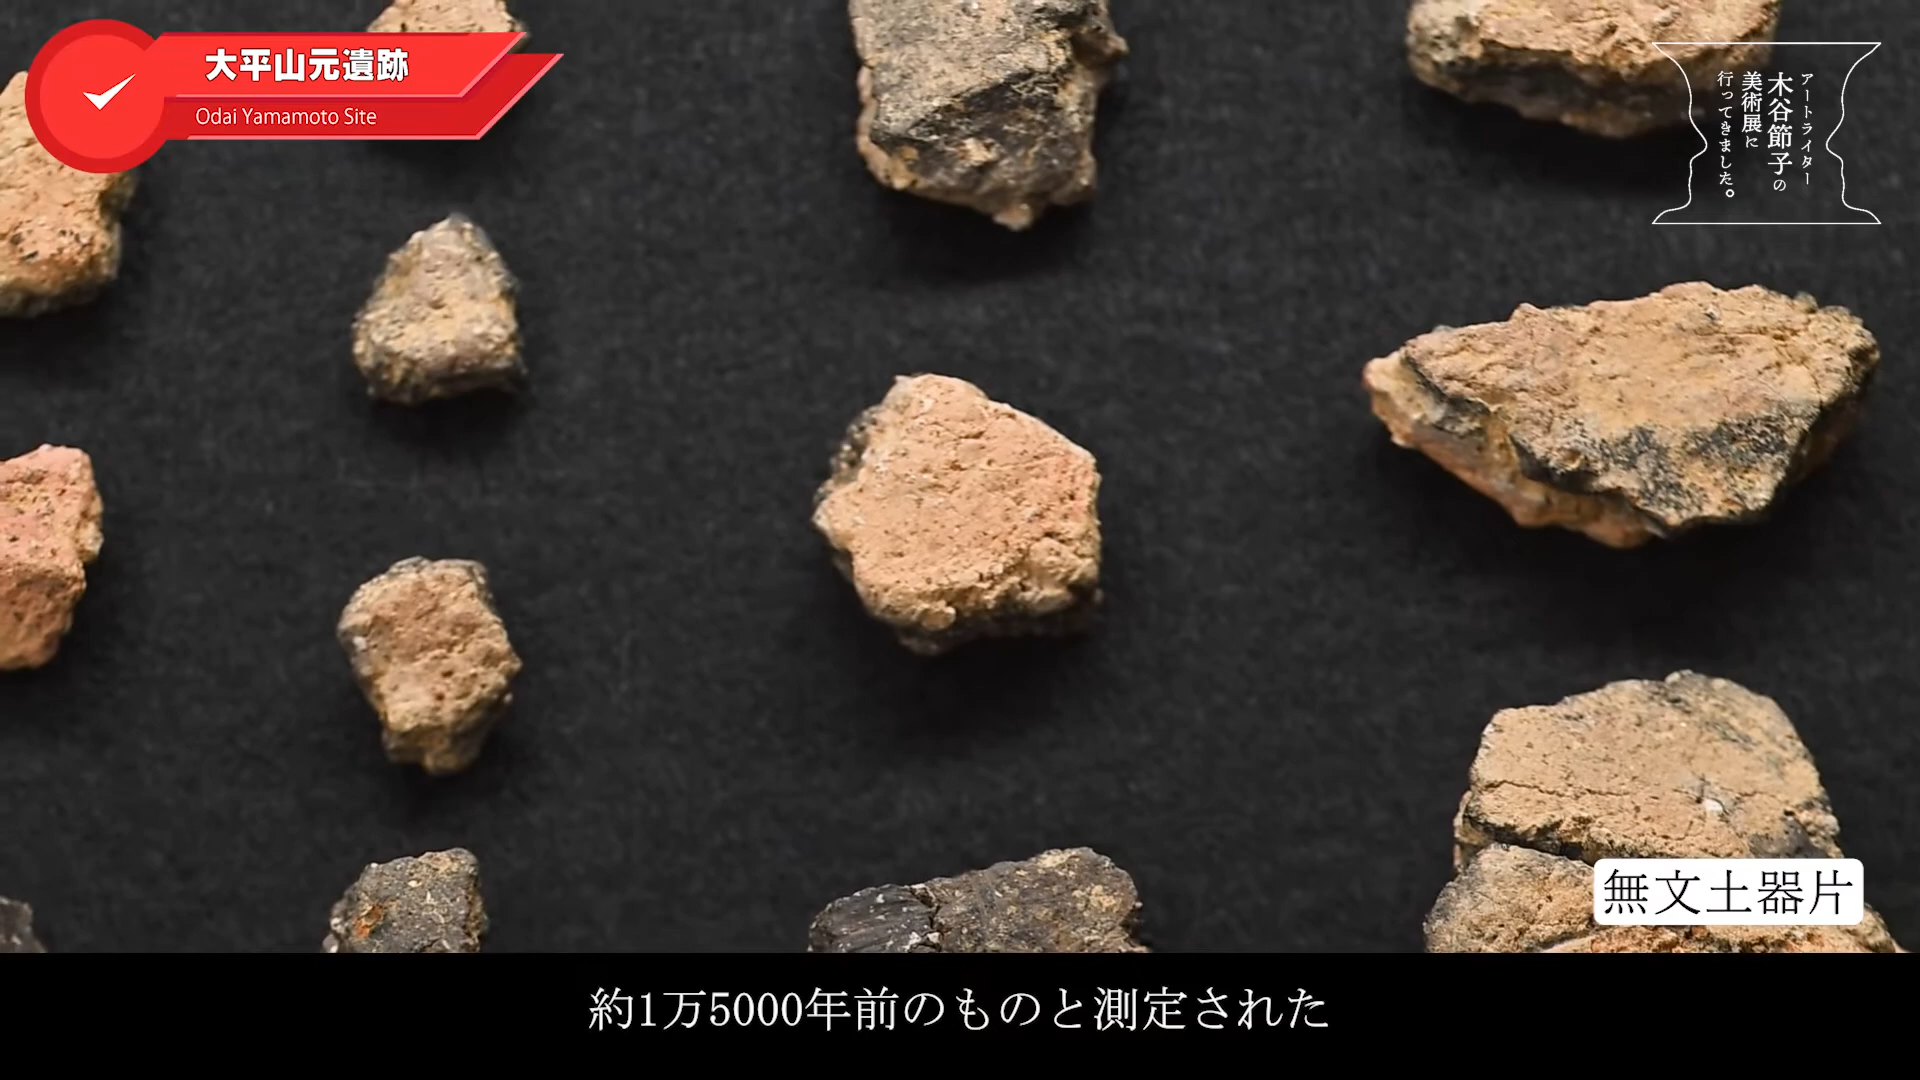 大平山元遺跡
Odai Yamamoto Site
アートライター
木谷節子の
美術展に
行ってきました。
無文土器片
約1万5000年前のものと測定された